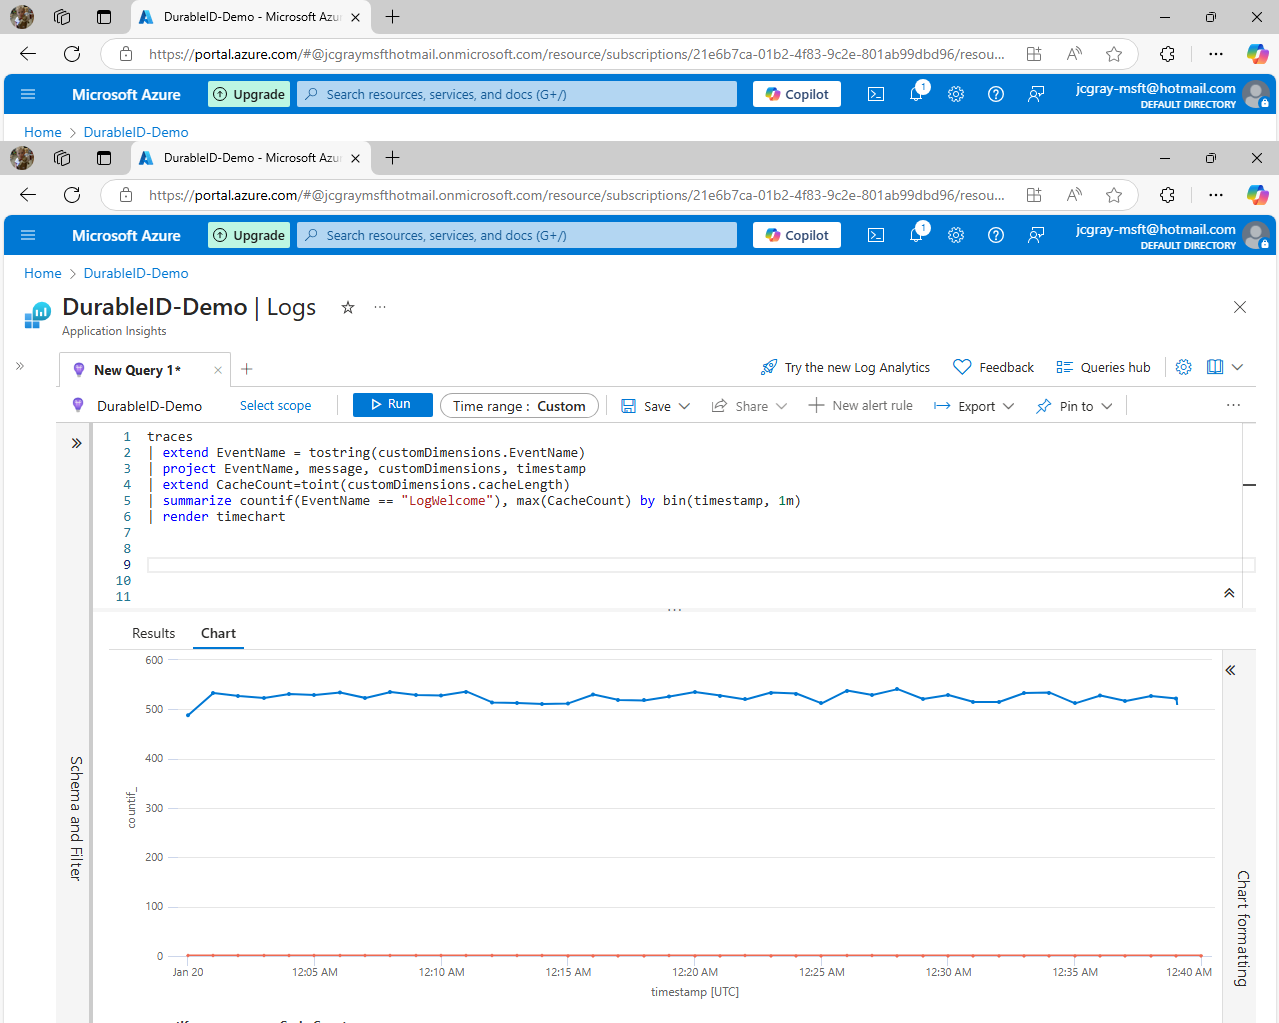 DurableID-Demo - Microsoft Azu
https://portal.azure.com/#@jcgraymsfthotmail.onmicrosoft.com/resource/subscriptions/21e6b7ca-01b2-4f83-9c2e-801ab99dbd96/resou...
Microsoft Azure
Upgrade
Search resources, services, and docs (G+/)
Copilot
1
jcgray-msft@hotmail.com
DEFAULT DIRECTORY
Home > DurableID-Demo
DurableID-Demo - Microsoft Azu
https://portal.azure.com/#@jcgraymsfthotmail.onmicrosoft.com/resource/subscriptions/21e6b7ca-01b2-4f83-9c2e-801ab99dbd96/resou...
Microsoft Azure
Upgrade
Search resources, services, and docs (G+/)
Copilot
1
jcgray-msft@hotmail.com
DEFAULT DIRECTORY
Home > DurableID-Demo
DurableID-Demo | Logs
Application Insights
New Query 1*
Try the new Log Analytics
Feedback
Queries hub
DurableID-Demo
Select scope
Run
Time range : Custom
Save
Share
New alert rule
Export
Pin to
1 traces
2 | extend EventName = tostring(customDimensions.EventName)
3 | project EventName, message, customDimensions, timestamp
4 | extend CacheCount=toint(customDimensions.cacheLength)
5 | summarize countif(EventName == "LogWelcome"), max(CacheCount) by bin(timestamp, 1m)
6 | render timechart
7
8
9
10
11
Schema and Filter
Results
Chart
600
500
400
300
200
100
0
countif_
Jan 20
12:05 AM
12:10 AM
12:15 AM
12:20 AM
12:25 AM
12:30 AM
12:35 AM
12:40 AM
timestamp [UTC]
Chart formatting